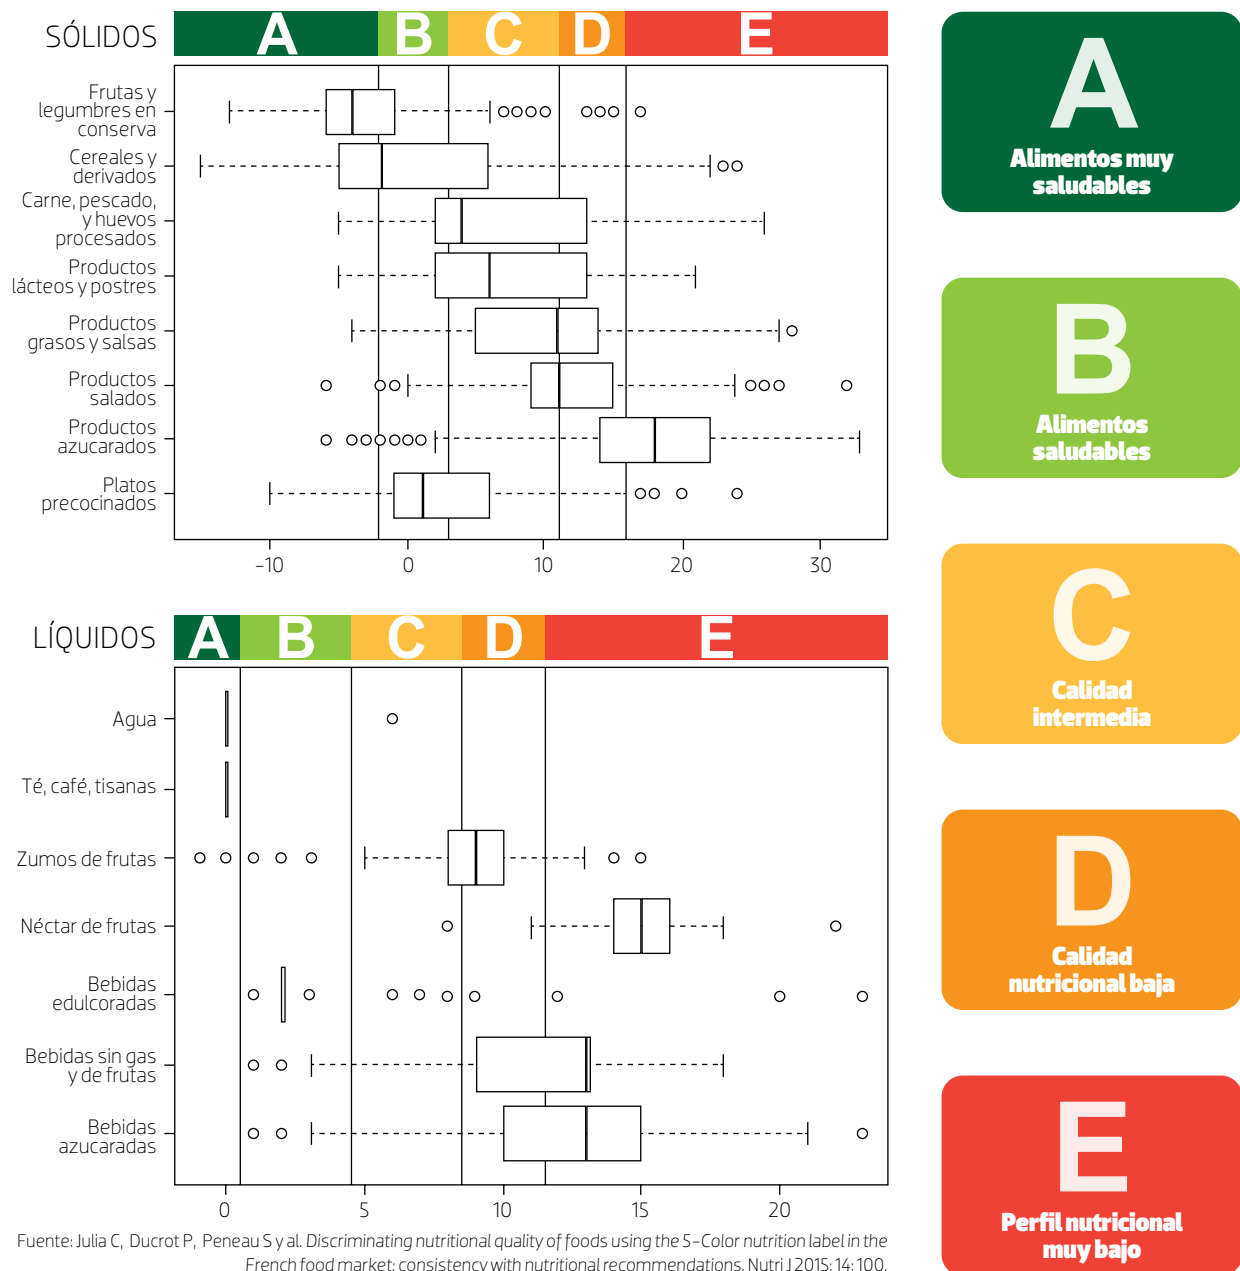 SÓLIDOS
A B C D E
Frutas y
legumbres en
conserva
Cereales y
derivados
Carne, pescado,
y huevos
procesados
Productos
lácteos y postres
Productos
grasos y salsas
Productos
salados
Productos
azucarados
Platos
precocinados
-10 0 10 20 30
LÍQUIDOS
A B C D E
Agua
Té, café, tisanas
Zumos de frutas
Néctar de frutas
Bebidas
edulcoradas
Bebidas sin gas
y de frutas
Bebidas
azucaradas
0 5 10 15 20
Fuente: Julia C, Ducrot P, Peneau S y al. Discriminating nutritional quality of foods using the 5-Color nutrition label in the
French food market: consistency with nutritional recommendations. Nutri J 2015; 14: 100.
A
Alimentos muy
saludables
B
Alimentos
saludables
C
Calidad
intermedia
D
Calidad
nutricional baja
E
Perfil nutricional
muy bajo